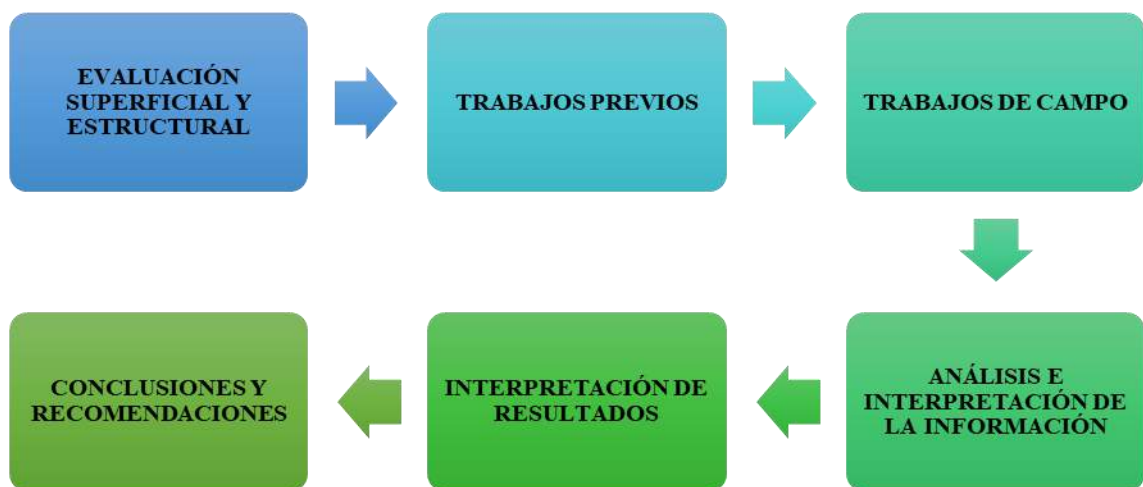 EVALUACIÓN
SUPERFICIAL Y
ESTRUCTURAL
TRABAJOS PREVIOS
TRABAJOS DE CAMPO
ANÁLISIS E
INTERPRETACIÓN DE
LA INFORMACIÓN
INTERPRETACIÓN DE
RESULTADOS
CONCLUSIONES Y
RECOMENDACIONES